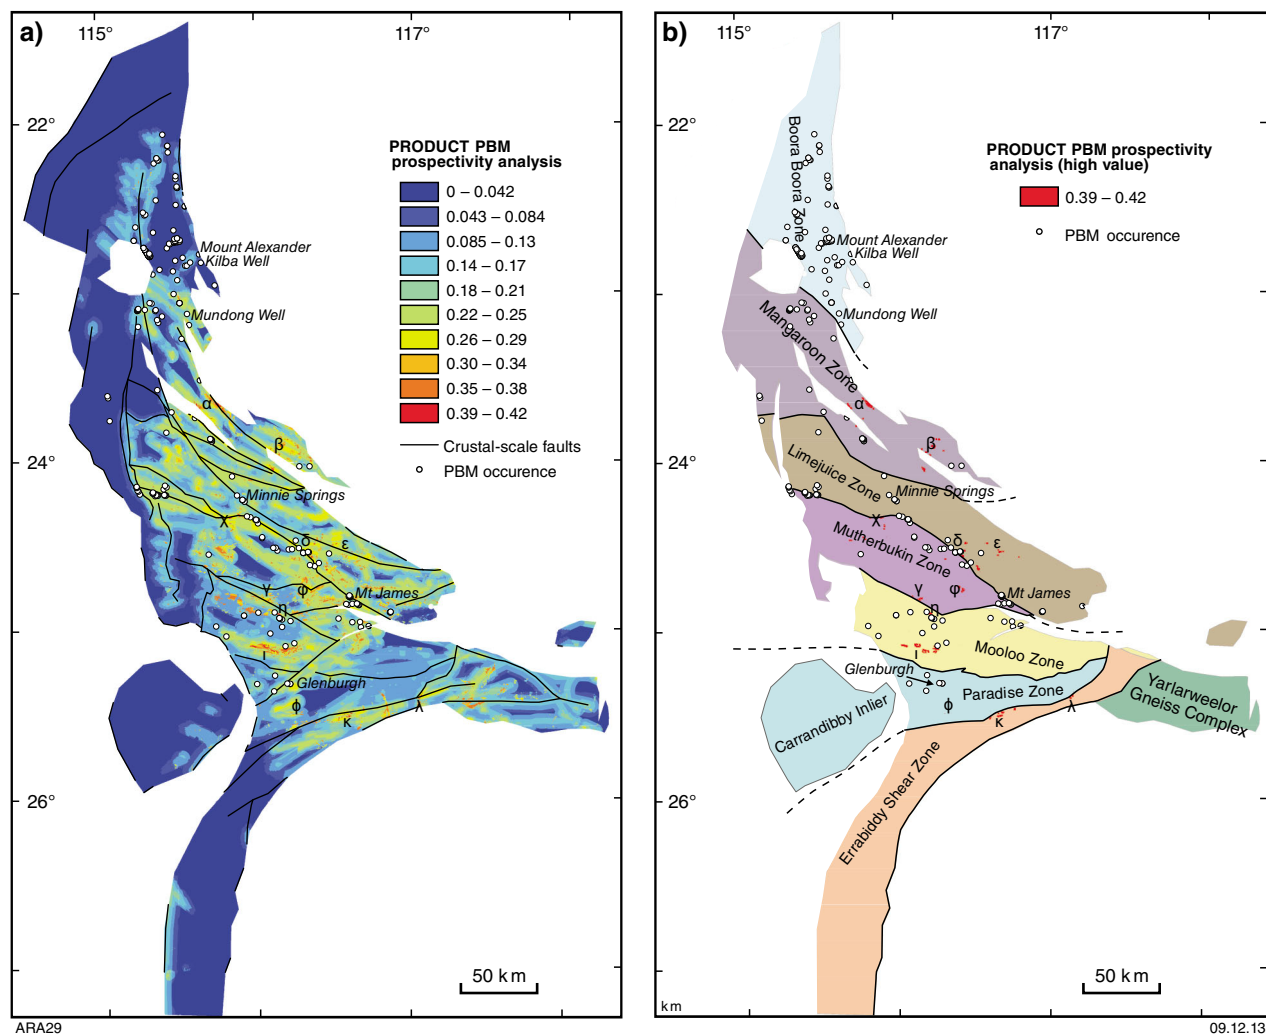 a)
115°
117°
22°
24°
26°
PRODUCT PBM
prospectivity analysis
0 – 0.042
0.043 – 0.084
0.085 – 0.13
0.14 – 0.17
0.18 – 0.21
0.22 – 0.25
0.26 – 0.29
0.30 – 0.34
0.35 – 0.38
0.39 – 0.42
Crustal-scale faults
PBM occurence
Mount Alexander
Kilba Well
Mundong Well
α
β
Minnie Springs
χ
δ
ε
γ
φ
Mt James
η
ι
Glenburgh
ϕ
κ
λ
50 km
ARA29
b)
115°
117°
22°
24°
26°
PRODUCT PBM prospectivity
analysis (high value)
0.39 – 0.42
PBM occurence
Boora Boora Zone
Mount Alexander
Kilba Well
Mundong Well
Mangaroon Zone
α
β
Limejuice Zone
Minnie Springs
χ
Mutherbukin Zone
δ
ε
γ
φ
Mt James
η
ι
Mooloo Zone
Glenburgh
Paradise Zone
ϕ
κ
λ
Carrandibby Inlier
Yarlarweelor
Gneiss Complex
Errabiddy Shear Zone
50 km
km
09.12.13